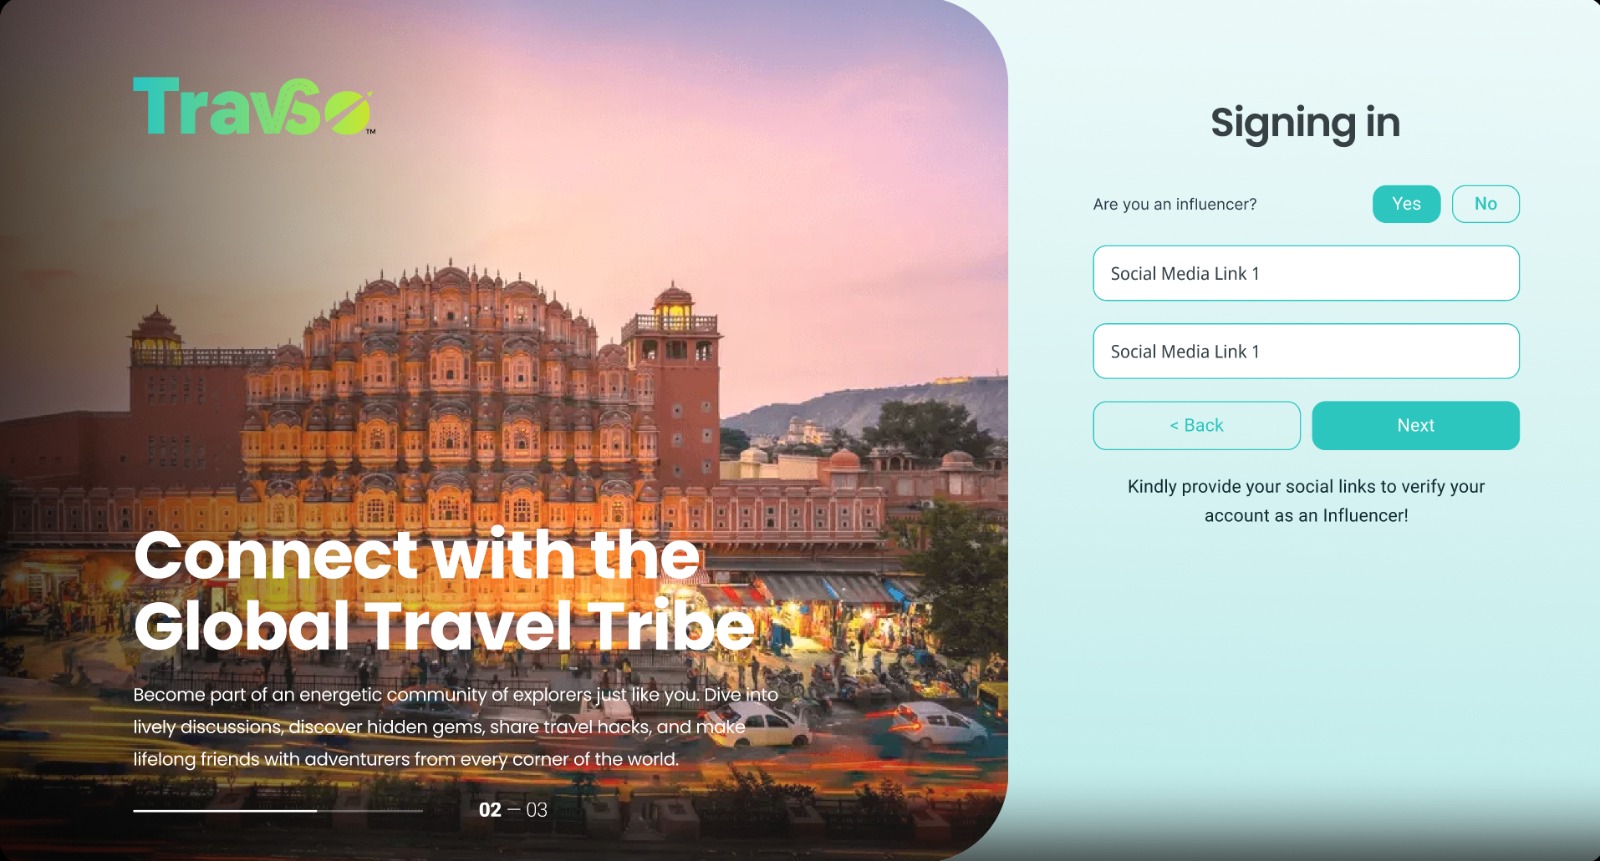 TravSo
TM
Connect with the
Global Travel Tribe
Become part of an energetic community of explorers just like you. Dive into
lively discussions, discover hidden gems, share travel hacks, and make
lifelong friends with adventurers from every corner of the world.
02 — 03
Signing in
Are you an influencer? Yes No
Social Media Link 1
Social Media Link 1
< Back Next
Kindly provide your social links to verify your
account as an Influencer!